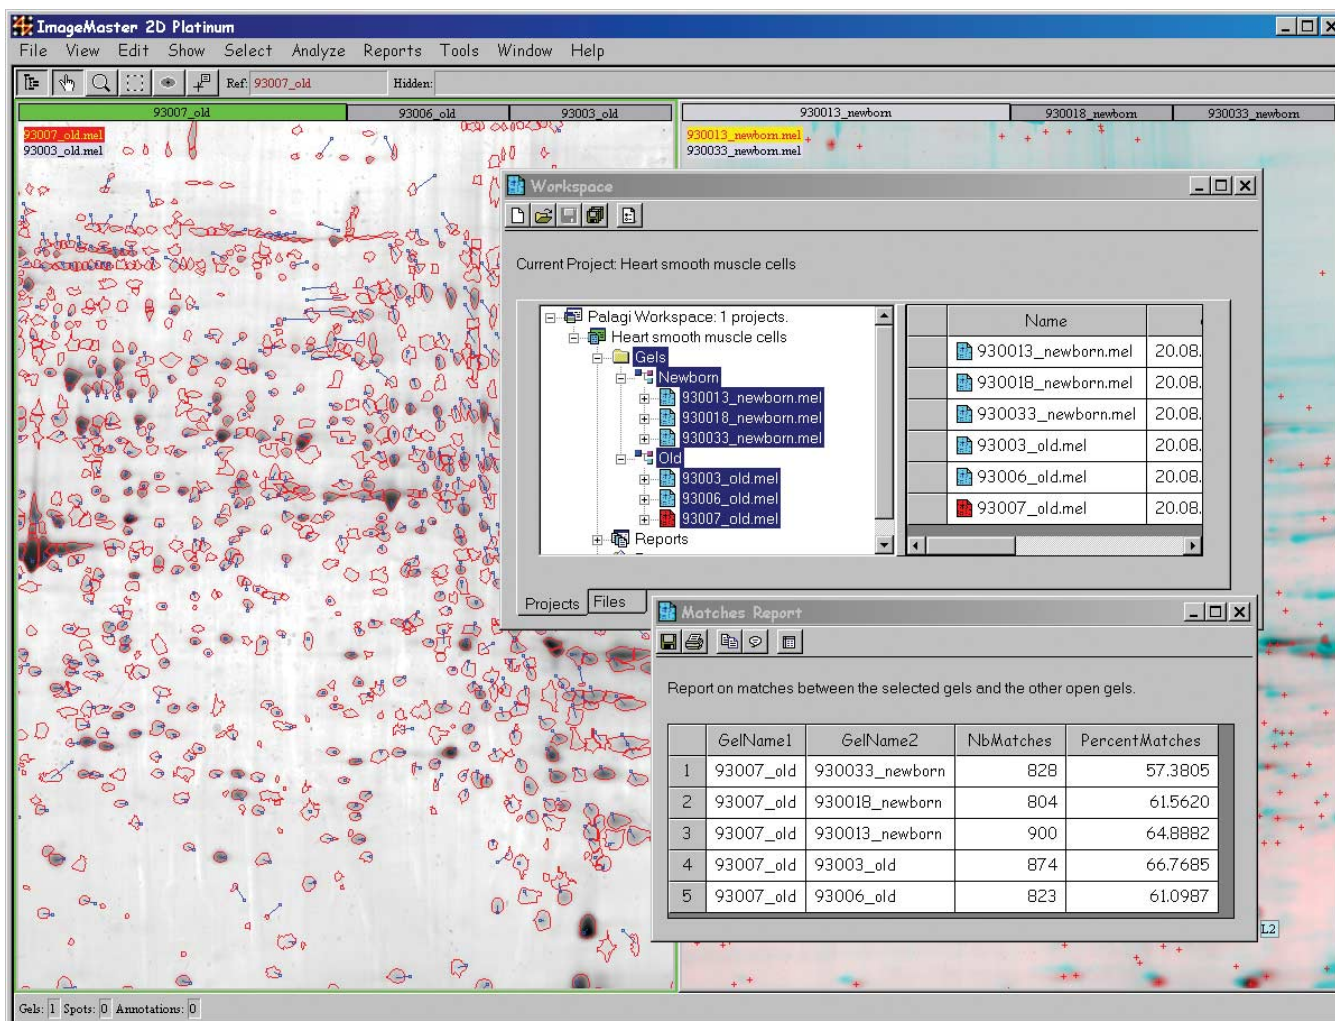 ImageMaster 2D Platinum
File View Edit Show Select Analyze Reports Tools Window Help
Ref: 93007_old Hidden:
93007_old 93006_old 93003_old
93007_old.mel
93003_old.mel
930013_newborn 930018_newborn 930033_newborn
930013_newborn.mel
930033_newborn.mel
Workspace
Current Project: Heart smooth muscle cells
Palagi Workspace: 1 projects.
Heart smooth muscle cells
Gels
Newborn
930013_newborn.mel
930018_newborn.mel
930033_newborn.mel
Old
93003_old.mel
93006_old.mel
93007_old.mel
Reports
Name
930013_newborn.mel 20.08.
930018_newborn.mel 20.08.
930033_newborn.mel 20.08.
93003_old.mel 20.08.
93006_old.mel 20.08.
93007_old.mel 20.08.
Projects Files
Matches Report
Report on matches between the selected gels and the other open gels.
GelName1 GelName2 NbMatches PercentMatches
1 93007_old 930033_newborn 828 57.3805
2 93007_old 930018_newborn 804 61.5620
3 93007_old 930013_newborn 900 64.8882
4 93007_old 93003_old 874 66.7685
5 93007_old 93006_old 823 61.0987
L2
Gels: 1 Spots: 0 Annotations: 0